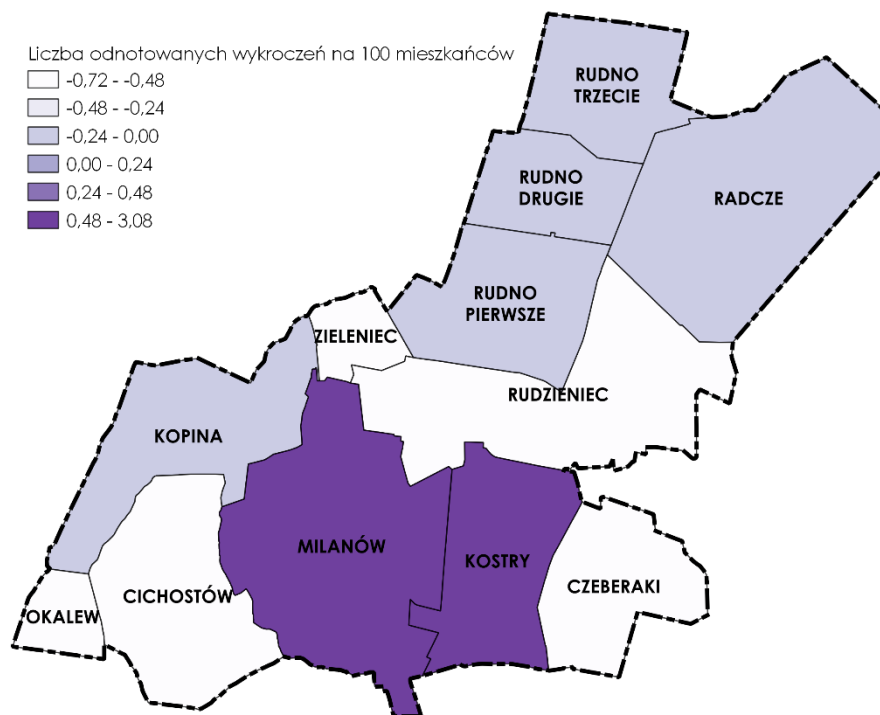 Liczba odnotowanych wykroczeń na 100 mieszkańców
-0,72 - -0,48
-0,48 - -0,24
-0,24 - 0,00
0,00 - 0,24
0,24 - 0,48
0,48 - 3,08
RUDNO
TRZECIE
RUDNO
DRUGIE
RADCZE
RUDNO
PIERWSZE
ZIELENIEC
RUDZIENIEC
KOPINA
MILANÓW
KOSTRY
CZEBERAKI
CICHOSTÓW
OKALEW